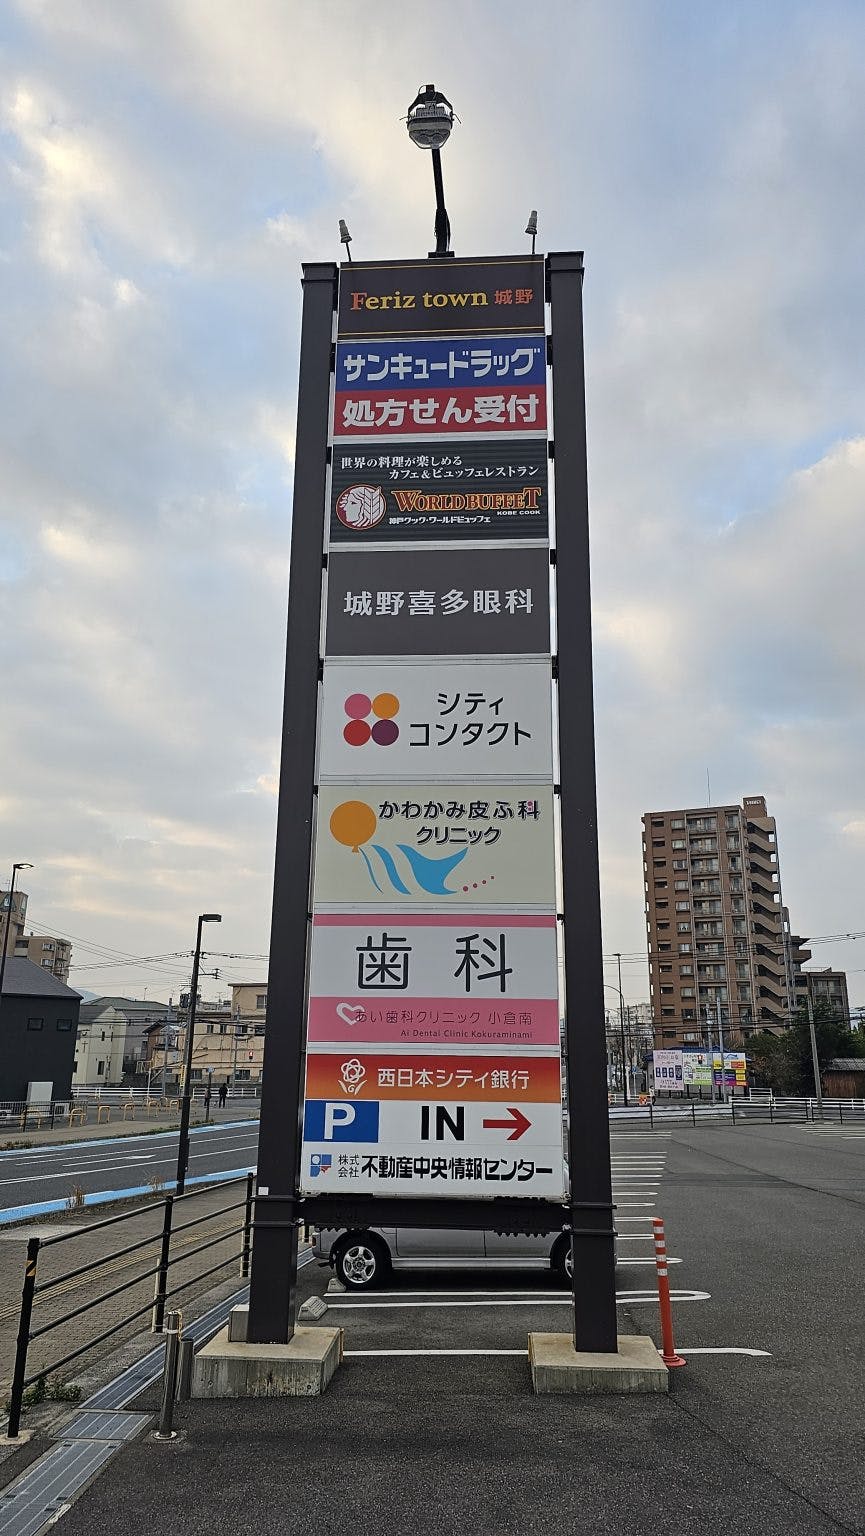 Feriz town 城野
サンキュードラッグ
処方せん受付
世界の料理が楽しめる
カフェ&ビュッフェレストラン
WORLD BUFFET
KOBE COOK
神戸クック・ワールドビュッフェ
城野喜多眼科
シティ
コンタクト
かわかみ皮ふ科
クリニック
歯科
あい歯科クリニック 小倉南
Ai Dental Clinic Kokuraminami
西日本シティ銀行
P IN →
株式会社 不動産中央情報センター